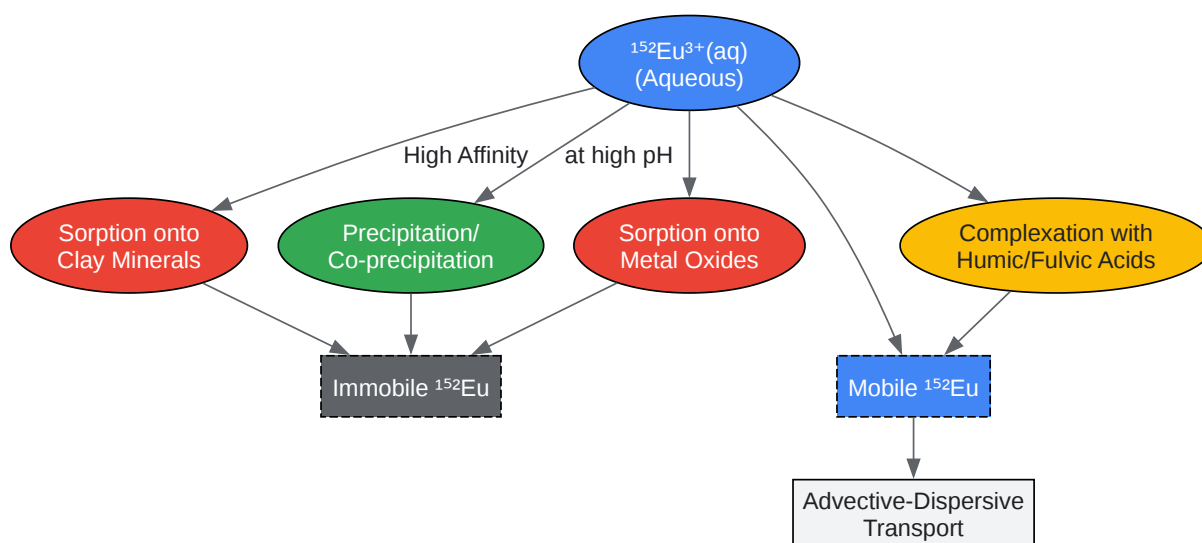 ¹⁵²Eu³⁺(aq)
(Aqueous)
High Affinity
at high pH
Sorption onto
Clay Minerals
Precipitation/
Co-precipitation
Sorption onto
Metal Oxides
Complexation with
Humic/Fulvic Acids
Immobile ¹⁵²Eu
Mobile ¹⁵²Eu
Advective-Dispersive
Transport